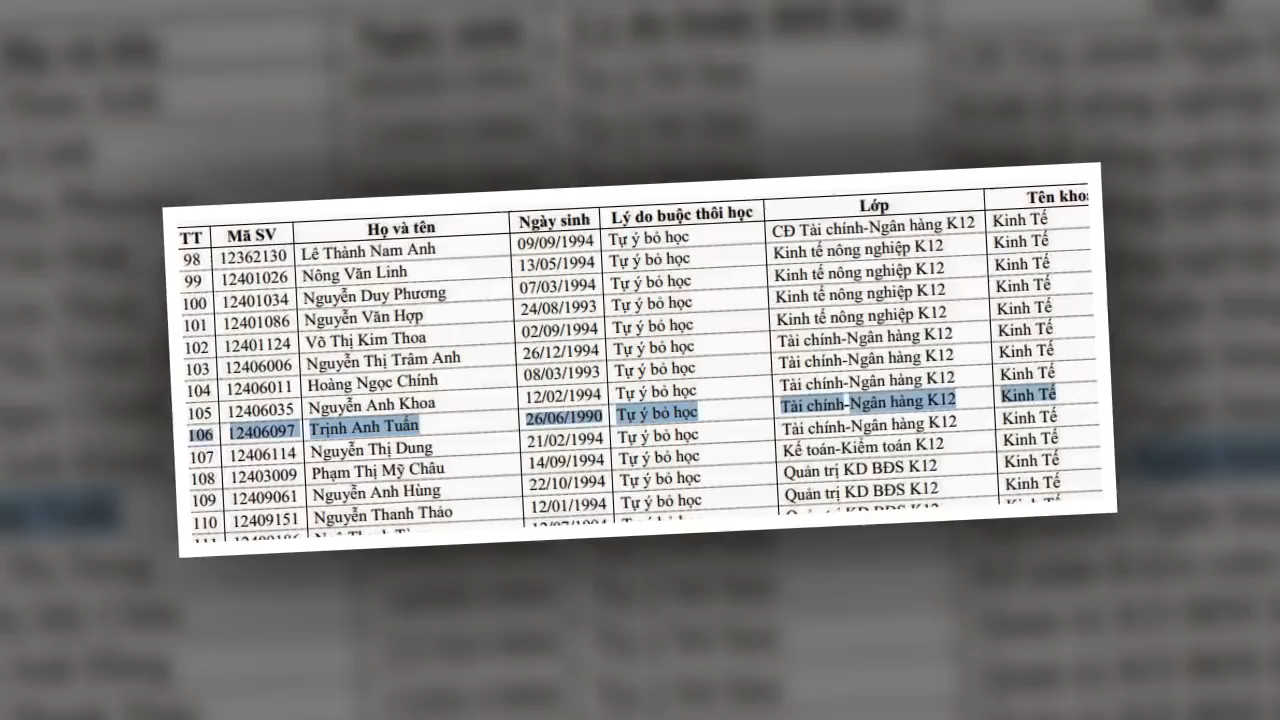 TT Mã SV Họ và tên Ngày sinh Lý do buộc thôi học Lớp Tên kho
98 12362130 Lê Thành Nam Anh 09/09/1994 Tự ý bỏ học CĐ Tài chính-Ngân hàng K12 Kinh Tế
99 12401026 Nông Văn Linh 13/05/1994 Tự ý bỏ học Kinh tế nông nghiệp K12 Kinh Tế
100 12401034 Nguyễn Duy Phương 07/03/1994 Tự ý bỏ học Kinh tế nông nghiệp K12 Kinh Tế
101 12401086 Nguyễn Văn Hợp 24/08/1993 Tự ý bỏ học Kinh tế nông nghiệp K12 Kinh Tế
102 12401124 Võ Thị Kim Thoa 02/09/1994 Tự ý bỏ học Kinh tế nông nghiệp K12 Kinh Tế
103 12406006 Nguyễn Thị Trâm Anh 26/12/1994 Tự ý bỏ học Tài chính-Ngân hàng K12 Kinh Tế
104 12406011 Hoàng Ngọc Chính 08/03/1993 Tự ý bỏ học Tài chính-Ngân hàng K12 Kinh Tế
105 12406035 Nguyễn Anh Khoa 12/02/1994 Tự ý bỏ học Tài chính-Ngân hàng K12 Kinh Tế
106 12406097 Trịnh Anh Tuấn 26/06/1990 Tự ý bỏ học Tài chính-Ngân hàng K12 Kinh Tế
107 12406114 Nguyễn Thị Dung 21/02/1994 Tự ý bỏ học Tài chính-Ngân hàng K12 Kinh Tế
108 12403009 Phạm Thị Mỹ Châu 14/09/1994 Tự ý bỏ học Kế toán-Kiểm toán K12 Kinh Tế
109 12409061 Nguyễn Anh Hùng 22/10/1994 Tự ý bỏ học Quản trị KD BĐS K12 Kinh Tế
110 12409151 Nguyễn Thanh Thảo 12/01/1994 Tự ý bỏ học Quản trị KD BĐS K12 Kinh Tế